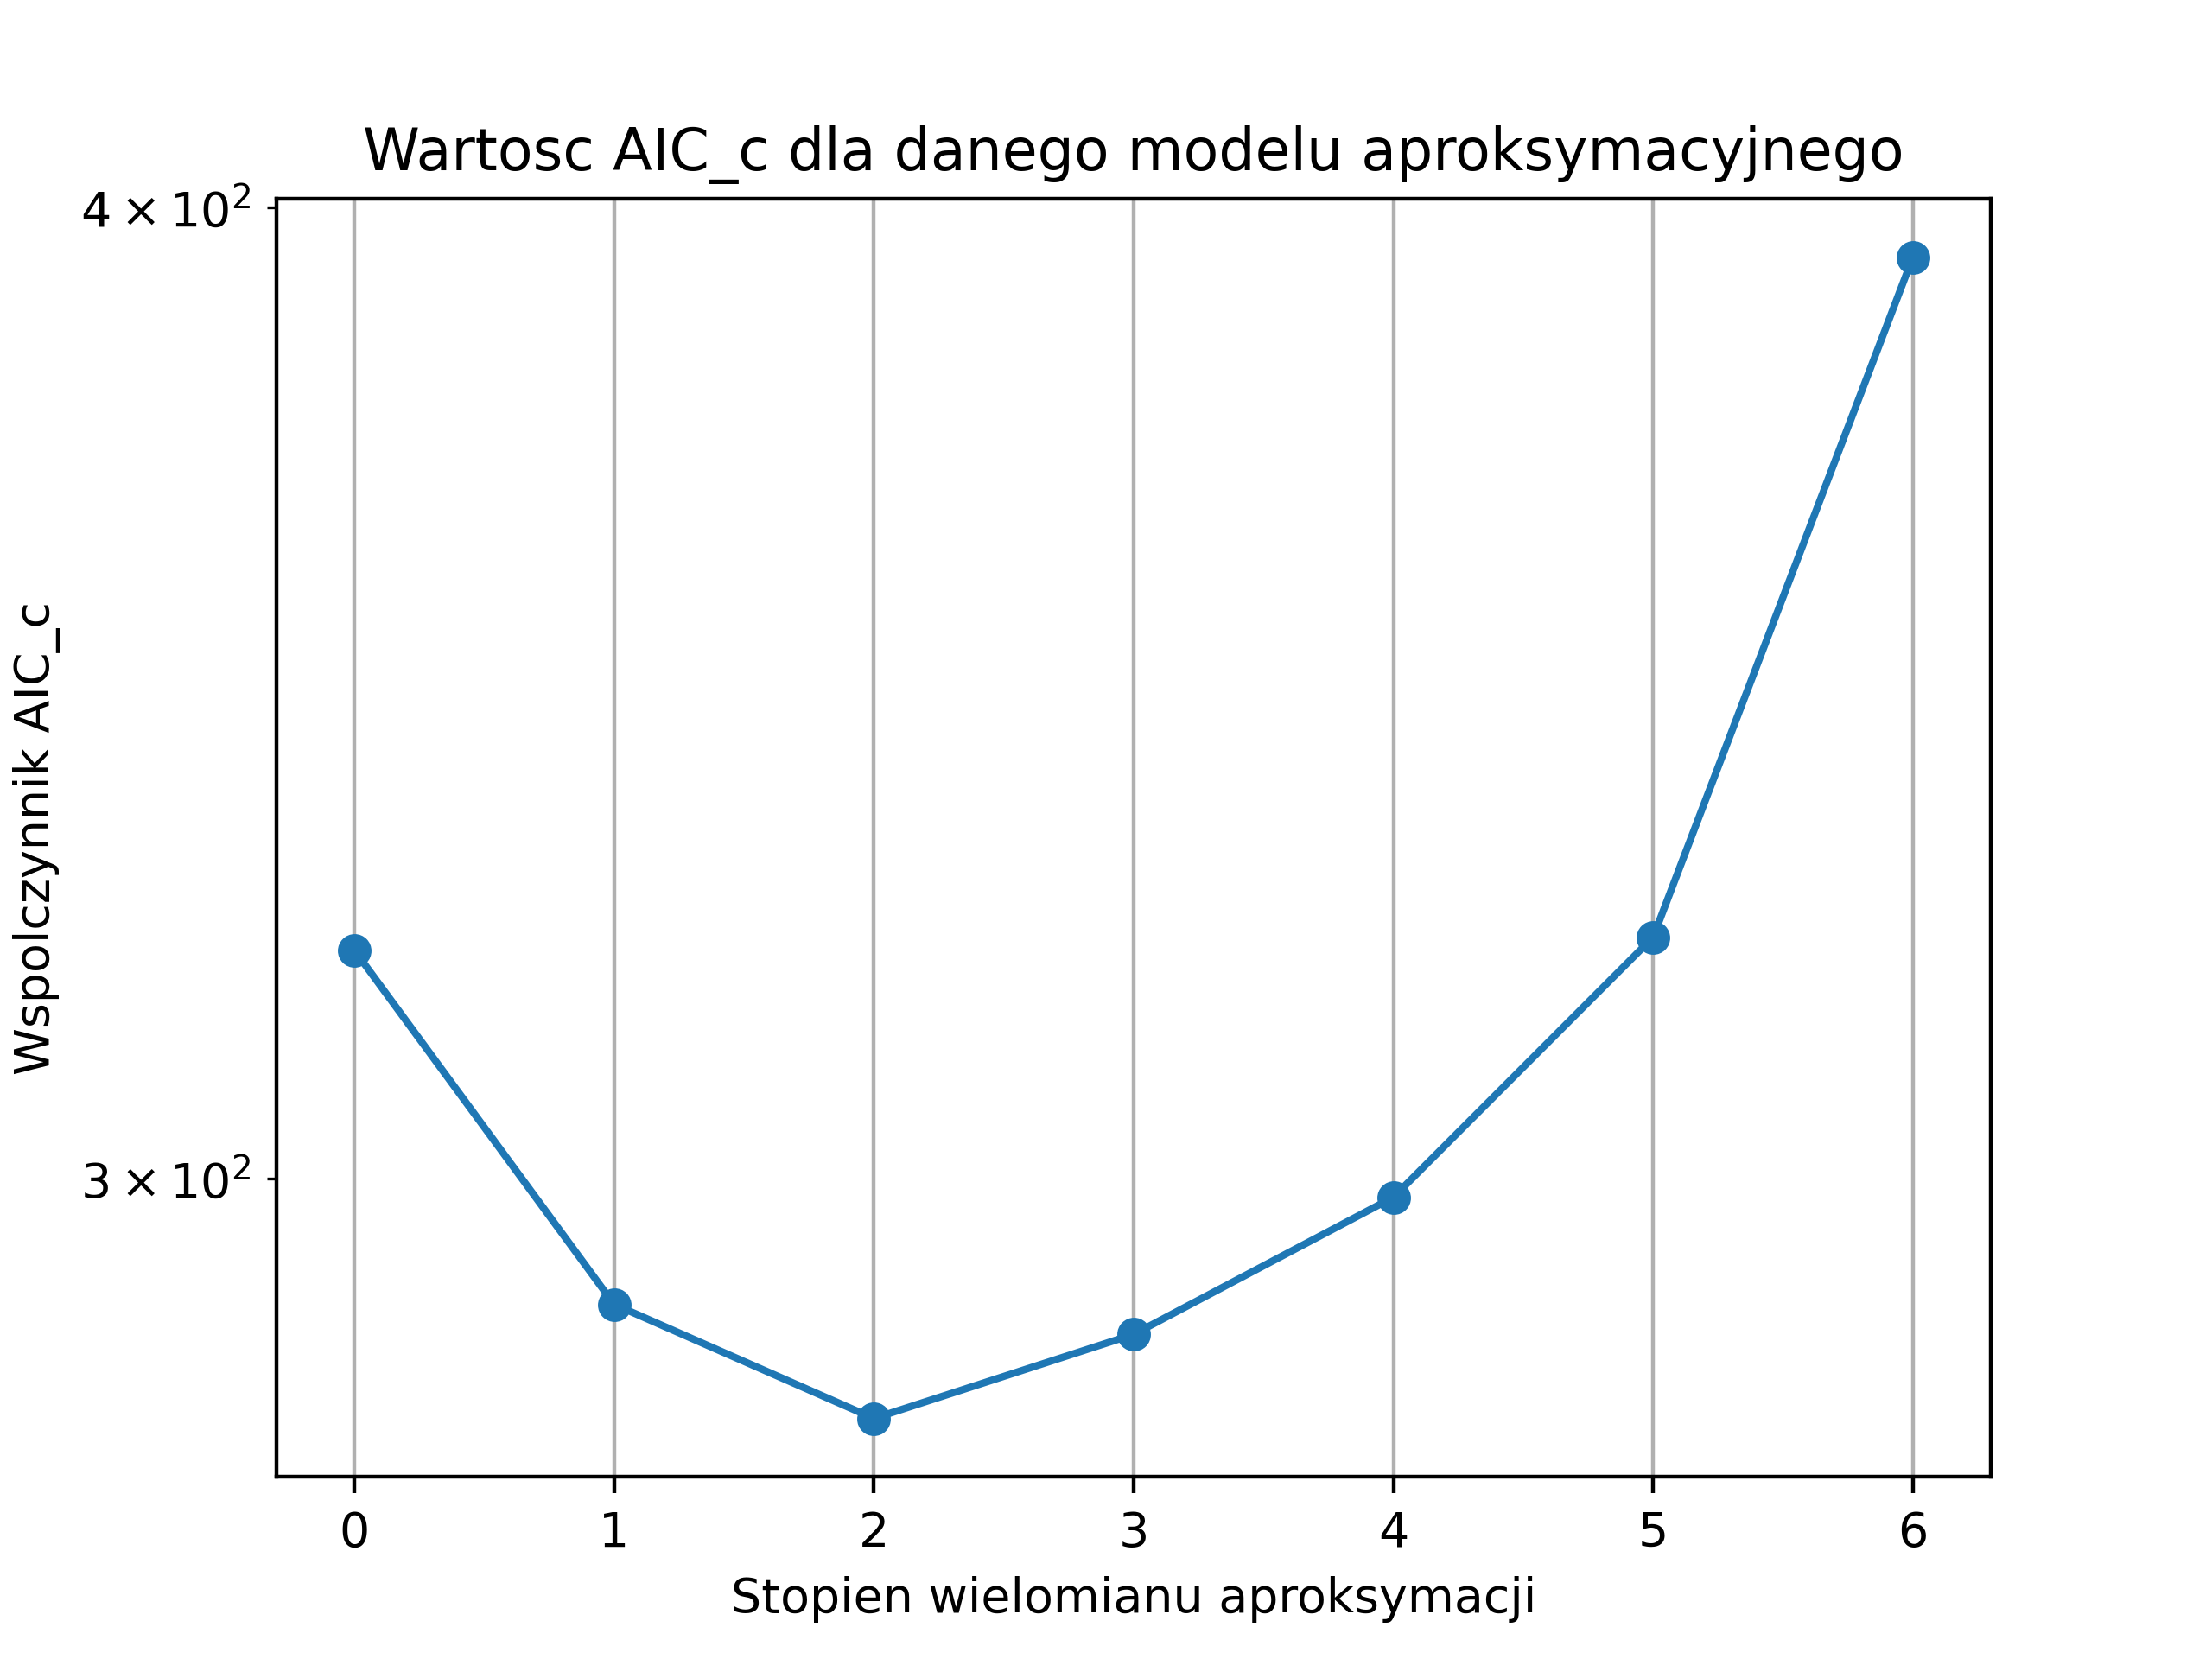 Wartosc AIC_c dla danego modelu aproksymacyjnego
4 × 10²
3 × 10²
Wspolczynnik AIC_c
0 1 2 3 4 5 6
Stopien wielomianu aproksymacji